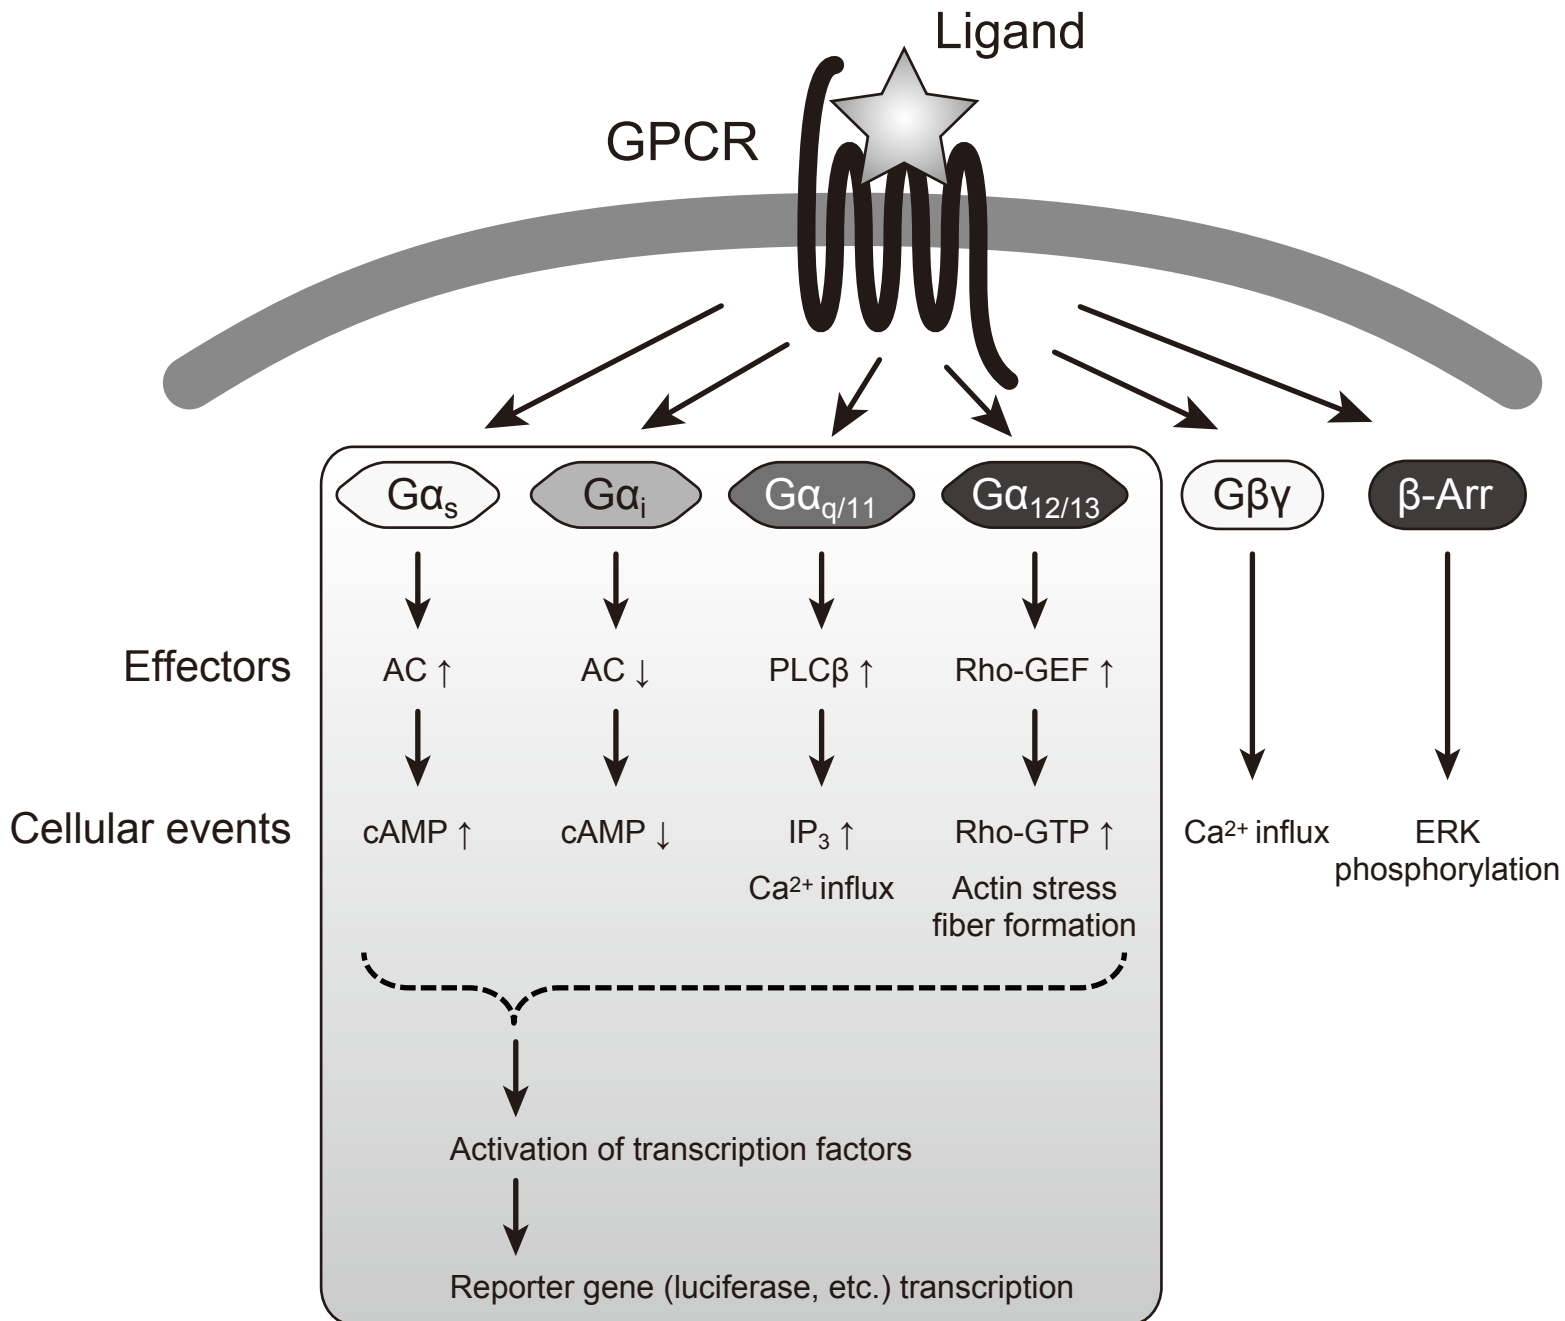 Ligand
GPCR
Gαs
Gαi
Gαq/11
Gα12/13
Gβγ
β-Arr
Effectors
AC ↑
AC ↓
PLCβ ↑
Rho-GEF ↑
Cellular events
cAMP ↑
cAMP ↓
IP3 ↑
Rho-GTP ↑
Ca2+ influx
ERK
phosphorylation
Ca2+ influx
Actin stress
fiber formation
Activation of transcription factors
Reporter gene (luciferase, etc.) transcription